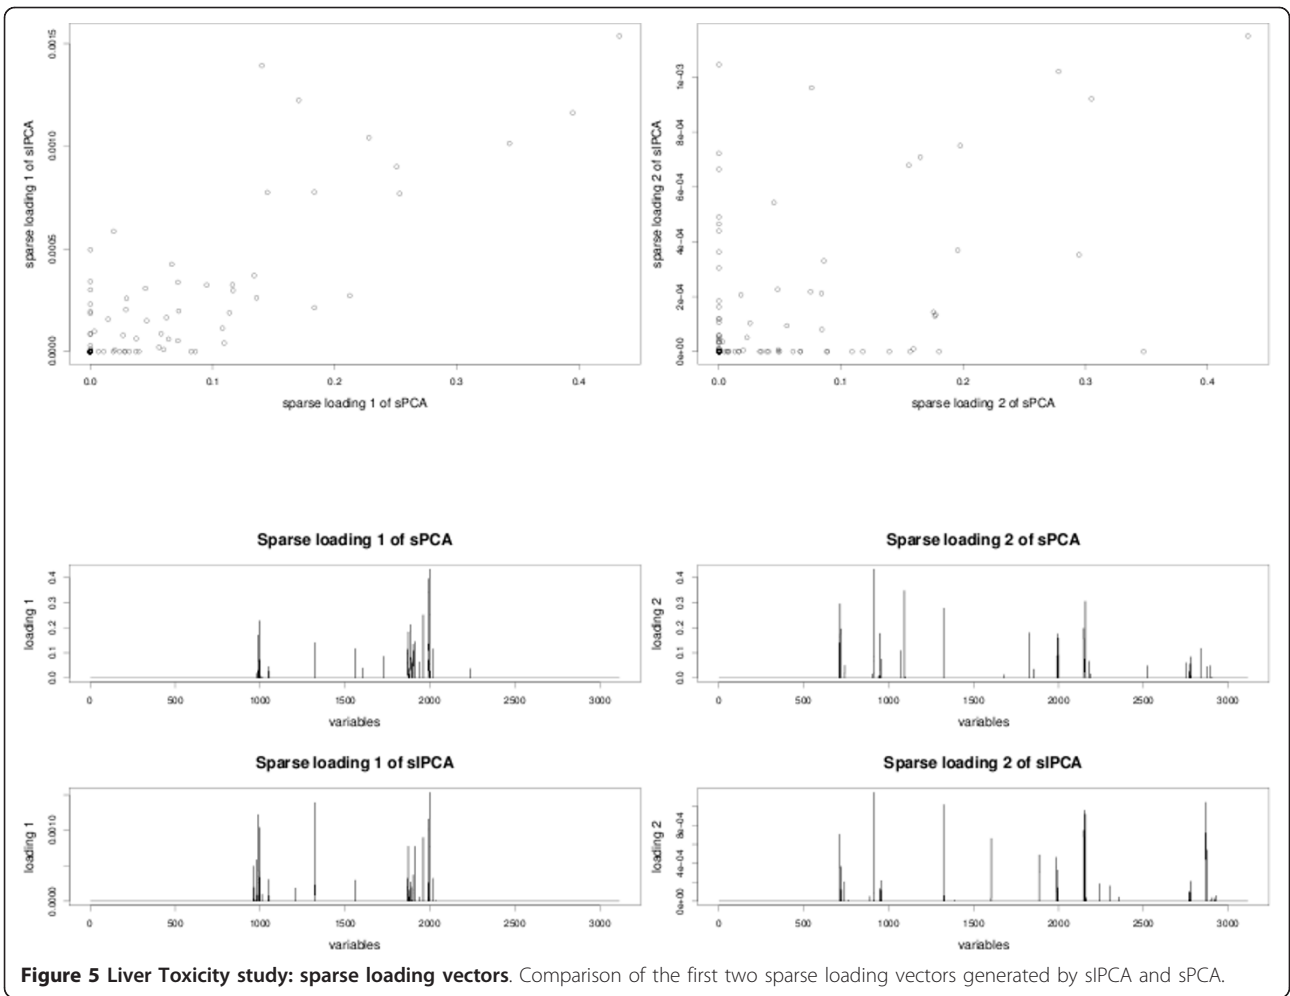 0.0000 0.0005 0.0010 0.0015
sparse loading 1 of sIPCA
0.0 0.1 0.2 0.3 0.4
sparse loading 1 of sPCA
0e+00 2e-04 4e-04 6e-04 8e-04 1e-03
sparse loading 2 of sIPCA
0.0 0.1 0.2 0.3 0.4
sparse loading 2 of sPCA
Sparse loading 1 of sPCA
loading 1
0.0 0.1 0.2 0.3 0.4
0 500 1000 1500 2000 2500 3000
variables
Sparse loading 2 of sPCA
loading 2
0.0 0.1 0.2 0.3 0.4
0 500 1000 1500 2000 2500 3000
variables
Sparse loading 1 of sIPCA
loading 1
0.0000 0.0010
0 500 1000 1500 2000 2500 3000
variables
Sparse loading 2 of sIPCA
loading 2
0e+00 4e-04 8e-04
0 500 1000 1500 2000 2500 3000
variables
Figure 5 Liver Toxicity study: sparse loading vectors. Comparison of the first two sparse loading vectors generated by sIPCA and sPCA.